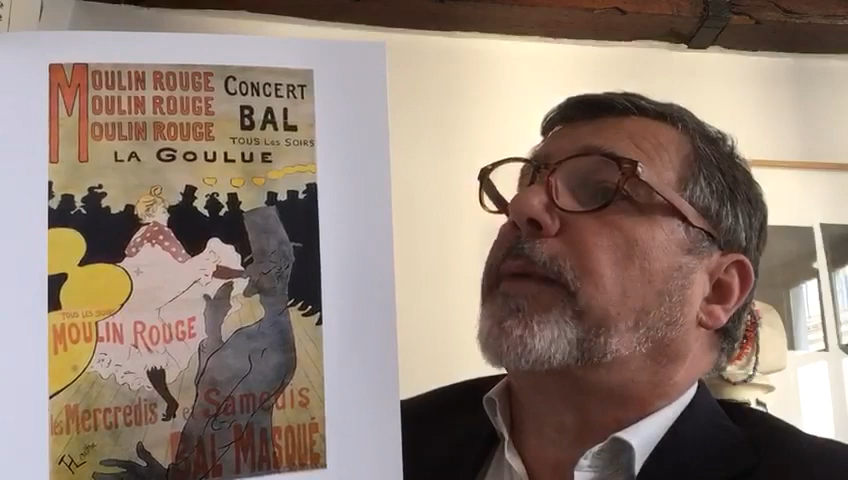 MOULIN ROUGE
MOULIN ROUGE
MOULIN ROUGE
CONCERT
BAL
TOUS LES SOIRS
LA GOULUE
TOUS LES SOIRS
MOULIN ROUGE
les Mercredis et Samedis
BAL MASQUÉ